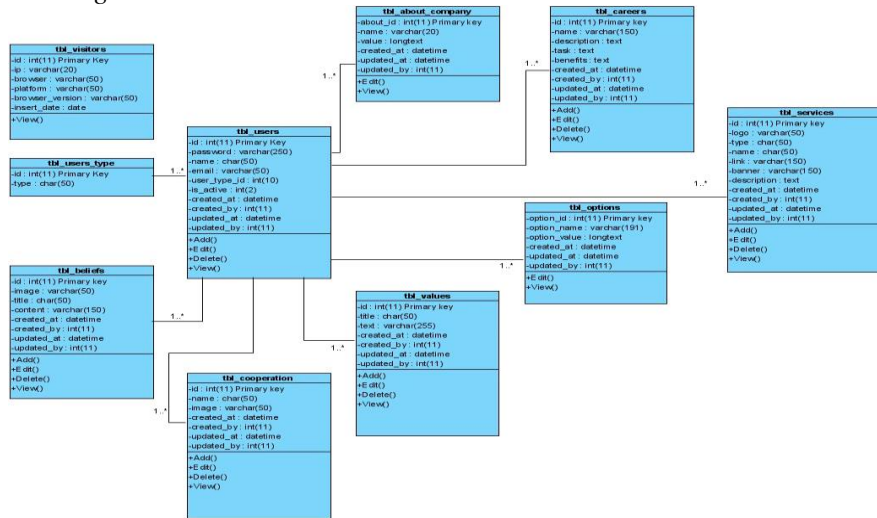 tbl_visitors
-id : int(11) Primary Key
-ip : varchar(20)
-browser : varchar(50)
-platform : varchar(50)
-browser_version : varchar(50)
-insert_date : date
+View()
tbl_users_type
-id : int(11) Primary Key
-type : char(50)
1..*
tbl_users
-id : int(11) Primary key
-password : varchar(250)
-name : char(50)
-email : varchar(50)
-user_type_id : int(10)
-is_active : int(2)
-created_at : datetime
-created_by : int(11)
-updated_at : datetime
-updated_by : int(11)
+Add()
+Edit()
+Delete()
+View()
tbl_about_company
-about_id : int(11) Primary key
-name : varchar(20)
-value : longtext
-created_at : datetime
-updated_at : datetime
-updated_by : int(11)
+Edit()
+View()
1..*
tbl_careers
-id : int(11) Primary key
-name : varchar(150)
-description : text
-task : text
-benefits : text
-created_at : datetime
-created_by : int(11)
-updated_at : datetime
-updated_by : int(11)
+Add()
+Edit()
+Delete()
+View()
1..*
tbl_services
-id : int(11) Primary key
-logo : varchar(50)
-type : char(50)
-name : char(50)
-link : varchar(150)
-banner : varchar(150)
-description : text
-created_at : datetime
-created_by : int(11)
-updated_at : datetime
-updated_by : int(11)
+Add()
+Edit()
+Delete()
+View()
1..*
tbl_options
-option_id : int(11) Primary key
-option_name : varchar(191)
-option_value : longtext
-created_at : datetime
-updated_at : datetime
-updated_by : int(11)
+Edit()
+View()
1..*
tbl_beliefs
-id : int(11) Primary key
-image : varchar(50)
-title : char(50)
-content : varchar(150)
-created_at : datetime
-created_by : int(11)
-updated_at : datetime
-updated_by : int(11)
+Add()
+Edit()
+Delete()
+View()
1..*
tbl_values
-id : int(11) Primary key
-title : char(50)
-text : varchar(255)
-created_at : datetime
-created_by : int(11)
-updated_at : datetime
-updated_by : int(11)
+Add()
+Edit()
+Delete()
+View()
1..*
tbl_cooperation
-id : int(11) Primary key
-name : char(50)
-image : varchar(50)
-created_at : datetime
-created_by : int(11)
-updated_at : datetime
-updated_by : int(11)
+Add()
+Edit()
+Delete()
+View()
1..*